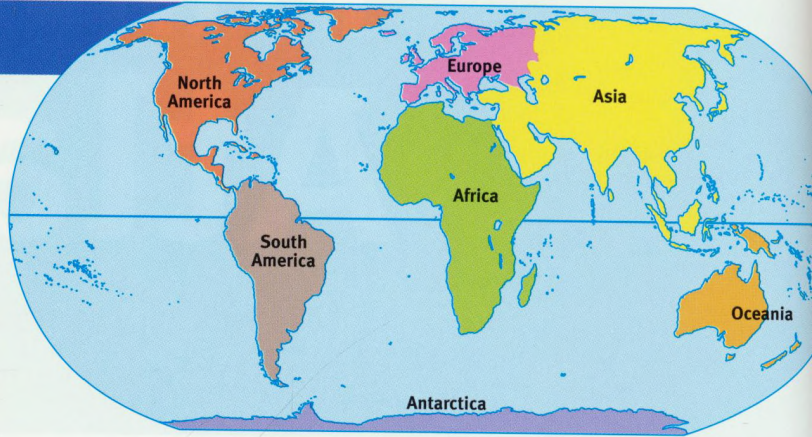 North
America
Europe
Asia
Africa
South
America
Oceania
Antarctica